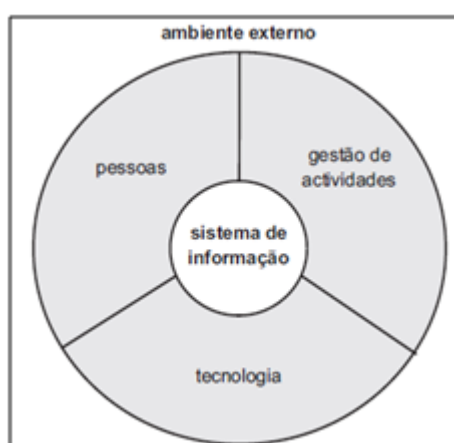 ambiente externo
pessoas
gestão de
actividades
sistema de
informação
tecnologia